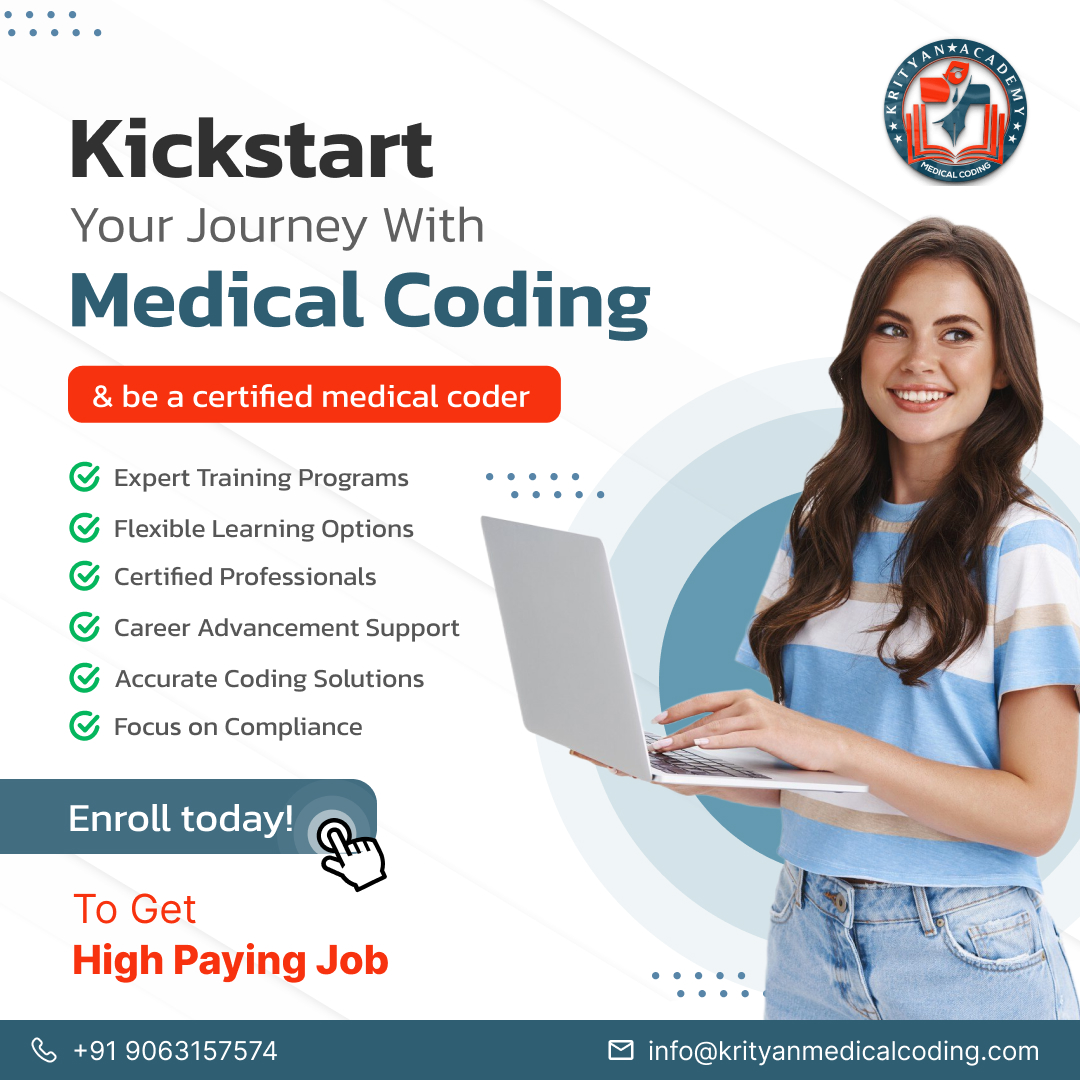 KRITYAN★ACADEMY
MEDICAL CODING
Kickstart
Your Journey With
Medical Coding
& be a certified medical coder
Expert Training Programs
Flexible Learning Options
Certified Professionals
Career Advancement Support
Accurate Coding Solutions
Focus on Compliance
Enroll today!
To Get
High Paying Job
+91 9063157574
info@krityanmedicalcoding.com